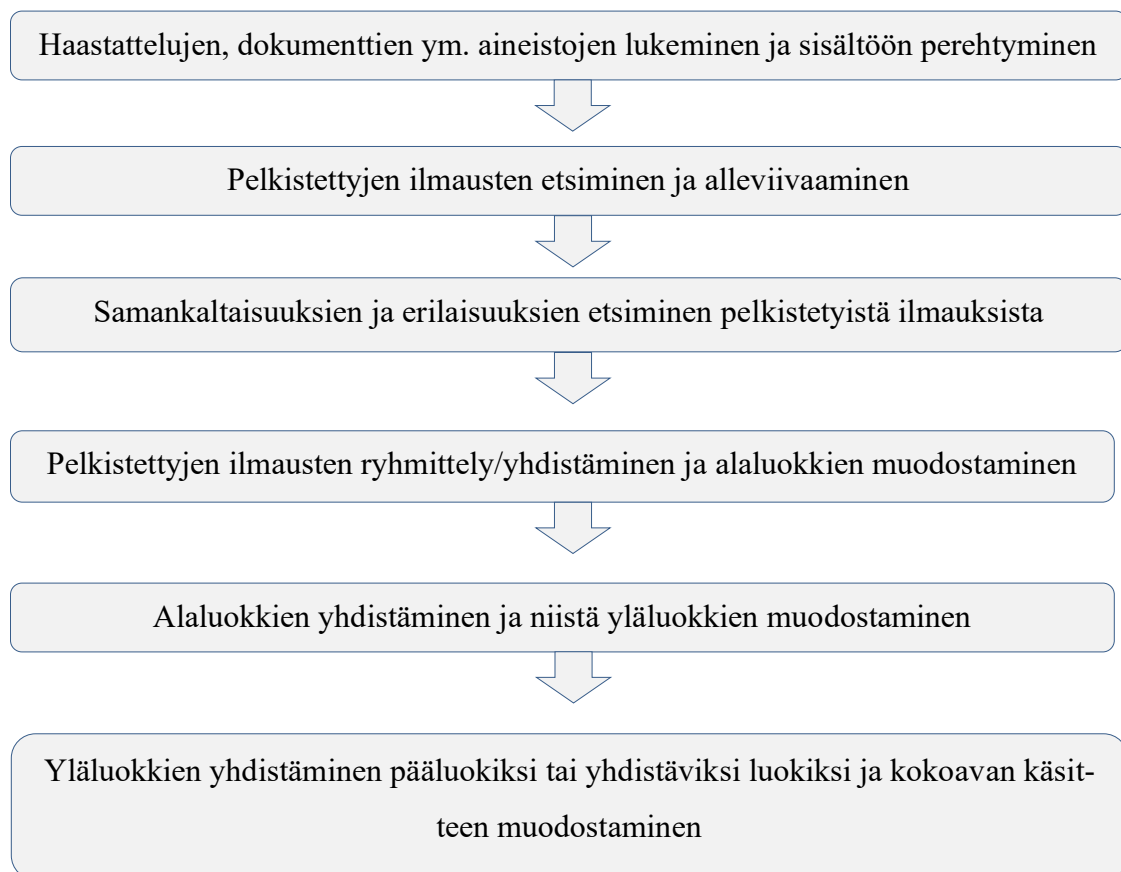 Haastattelujen, dokumenttien ym. aineistojen lukeminen ja sisältöön perehtyminen
Pelkistettyjen ilmausten etsiminen ja alleviivaaminen
Samankaltaisuuksien ja erilaisuuksien etsiminen pelkistetyistä ilmauksista
Pelkistettyjen ilmausten ryhmittely/yhdistäminen ja alaluokkien muodostaminen
Alaluokkien yhdistäminen ja niistä yläluokkien muodostaminen
Yläluokkien yhdistäminen pääluokiksi tai yhdistäviksi luokiksi ja kokoavan käsit-
teen muodostaminen